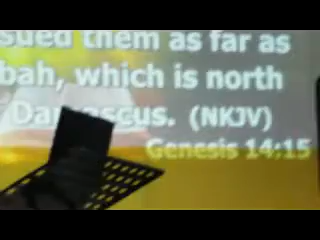 sued them as far as
bah, which is north
Damascus. (NKJV)
Genesis 14:15